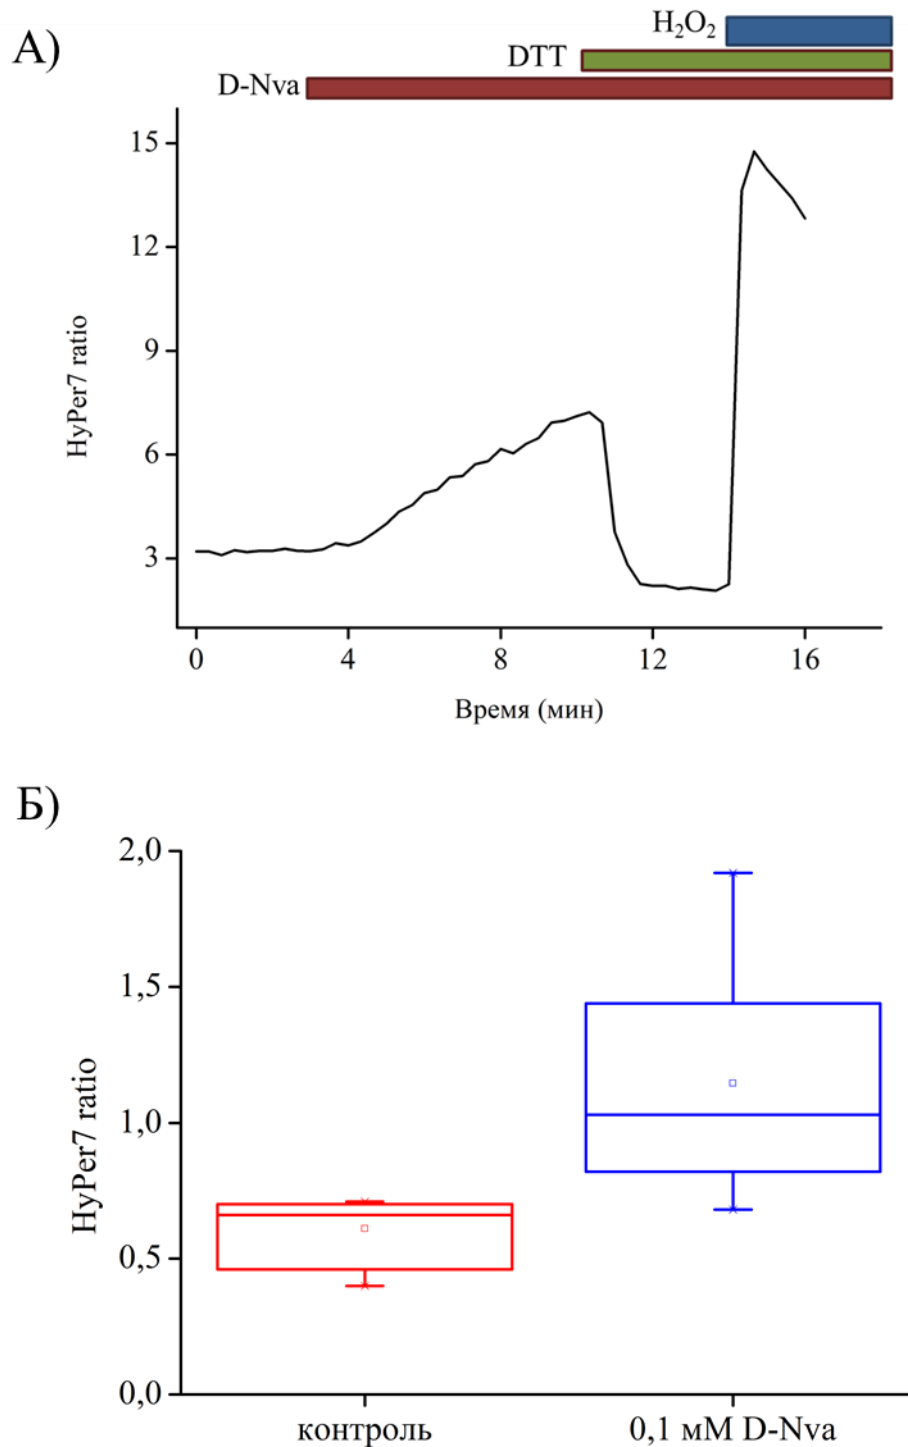 А)
H₂O₂
DTT
D-Nva
15
12
9
6
3
HyPer7 ratio
0 4 8 12 16
Время (мин)
Б)
2,0
1,5
1,0
0,5
0,0
HyPer7 ratio
контроль 0,1 мМ D-Nva